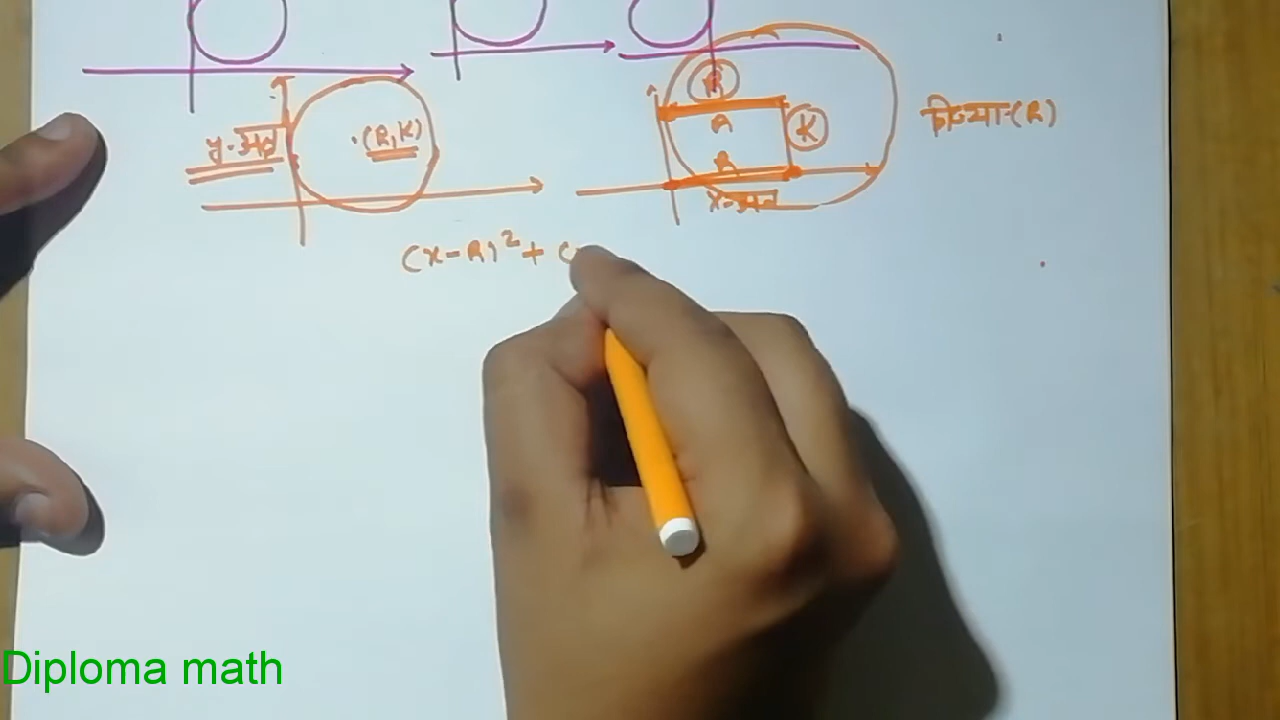 y-अक्ष
.(R,K)
R
R
K
R
x-अक्ष
त्रिज्या-(R)
(x-R)² + (
Diploma math